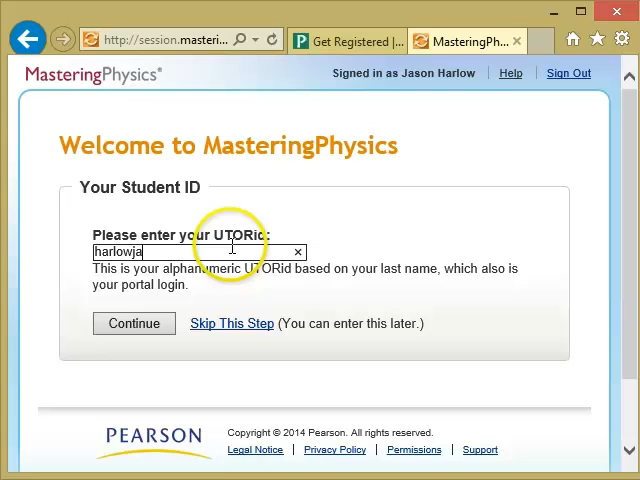 http://session.masteri...
Get Registered |...
MasteringPh...
MasteringPhysics®
Signed in as Jason Harlow
Help
Sign Out
Welcome to MasteringPhysics
Your Student ID
Please enter your UTORid:
harlowja
This is your alphanumeric UTORid based on your last name, which also is
your portal login.
Continue
Skip This Step (You can enter this later.)
PEARSON
Copyright © 2014 Pearson. All rights reserved.
Legal Notice | Privacy Policy | Permissions | Support